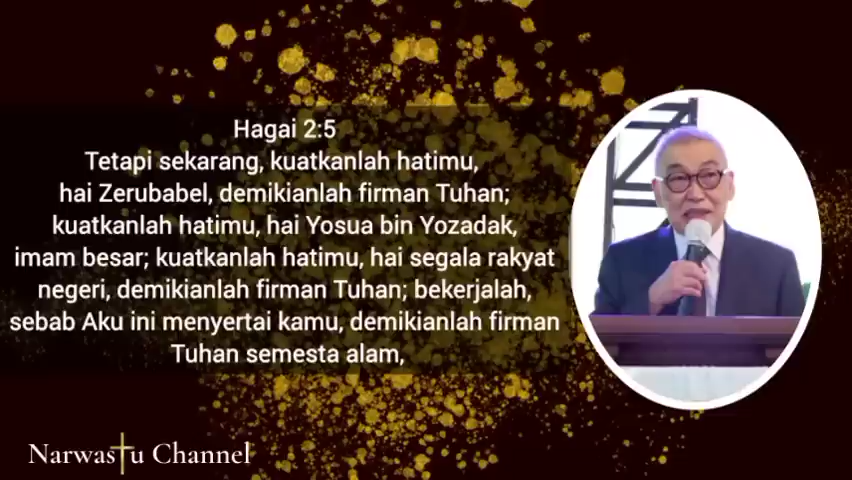 Hagai 2:5
Tetapi sekarang, kuatkanlah hatimu,
hai Zerubabel, demikianlah firman Tuhan;
kuatkanlah hatimu, hai Yosua bin Yozadak,
imam besar; kuatkanlah hatimu, hai segala rakyat
negeri, demikianlah firman Tuhan; bekerjalah,
sebab Aku ini menyertai kamu, demikianlah firman
Tuhan semesta alam,
Narwastu Channel